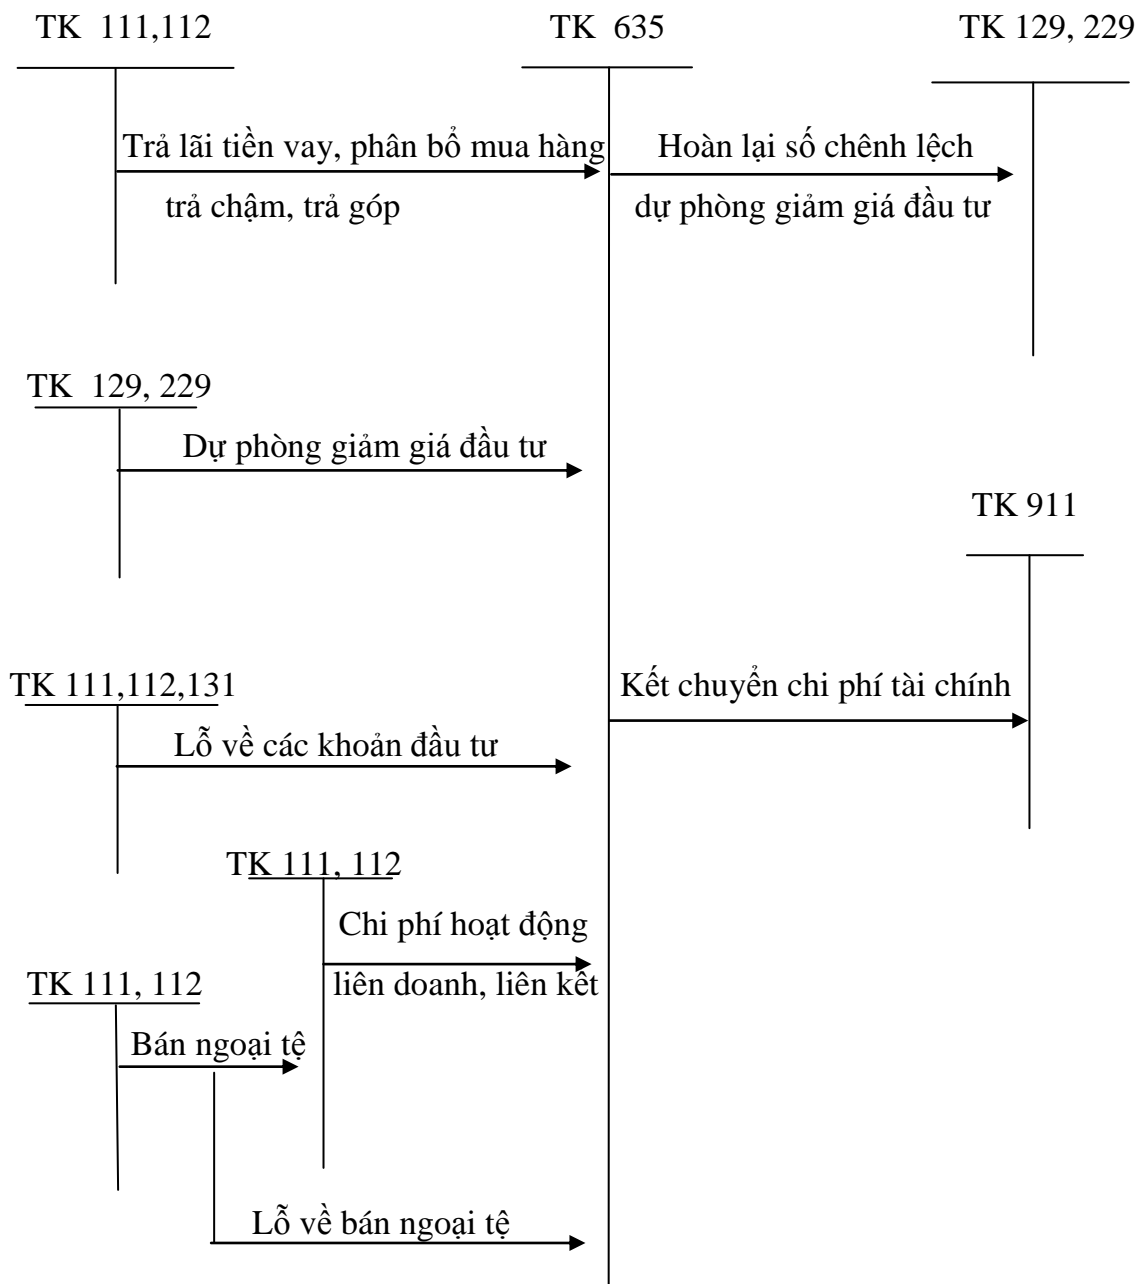 TK 111,112
TK 635
TK 129, 229
Trả lãi tiền vay, phân bổ mua hàng
trả chậm, trả góp
Hoàn lại số chênh lệch
dự phòng giảm giá đầu tư
TK 129, 229
Dự phòng giảm giá đầu tư
TK 911
TK 111,112,131
Kết chuyển chi phí tài chính
Lỗ về các khoản đầu tư
TK 111, 112
Chi phí hoạt động
liên doanh, liên kết
TK 111, 112
Bán ngoại tệ
Lỗ về bán ngoại tệ